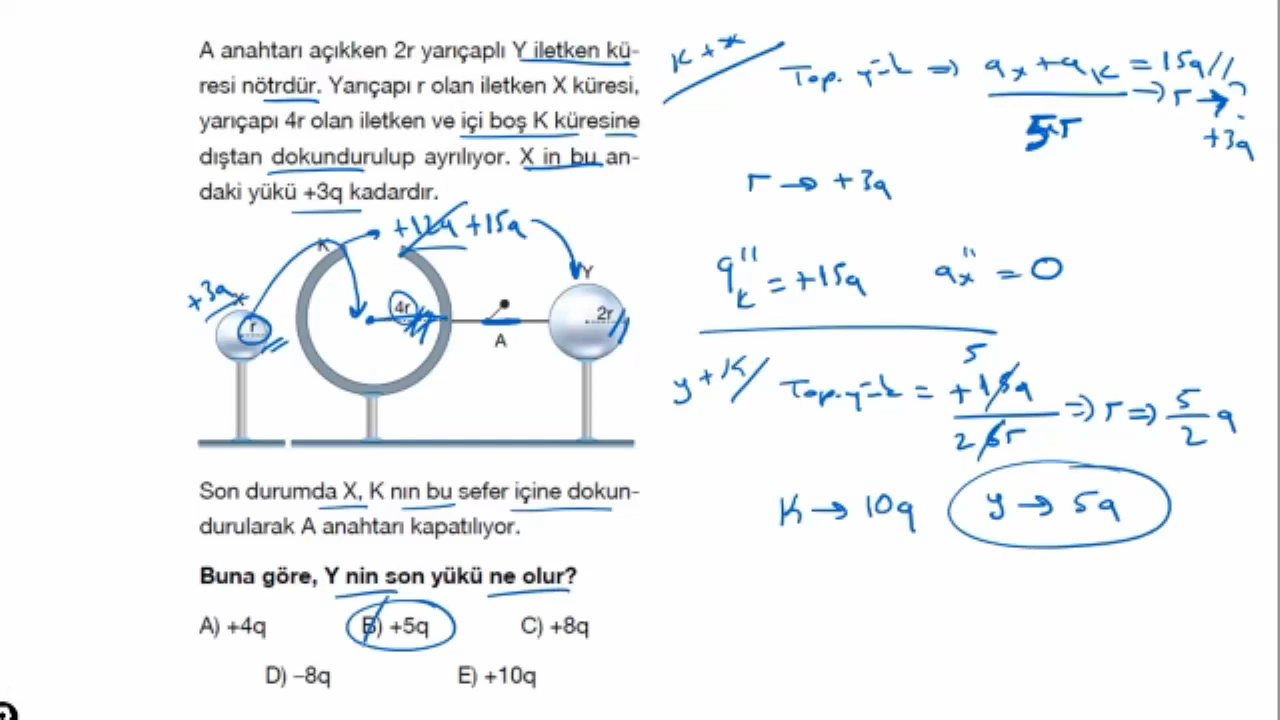 A anahtarı açıkken 2r yarıçaplı Y iletken kü-
resi nötrdür. Yarıçapı r olan iletken X küresi,
yarıçapı 4r olan iletken ve içi boş K küresine
dıştan dokundurulup ayrılıyor. X in bu an-
daki yükü +3q kadardır.
+12q +15q
K
Y
+3q X
r
4r
2r
A
Son durumda X, K nın bu sefer içine dokun-
durularak A anahtarı kapatılıyor.
Buna göre, Y nin son yükü ne olur?
A) +4q B) +5q C) +8q
D) −8q E) +10q
K + X
Top. yük ⇒ qx + qK = 15q
5r
⇒ r → ?
+3q
r → +3q
q"K = +15q q"x = 0
y + K
Top. yük = +15q
5
2 6r
⇒ r ⇒ 5/2 q
K → 10q y → 5q